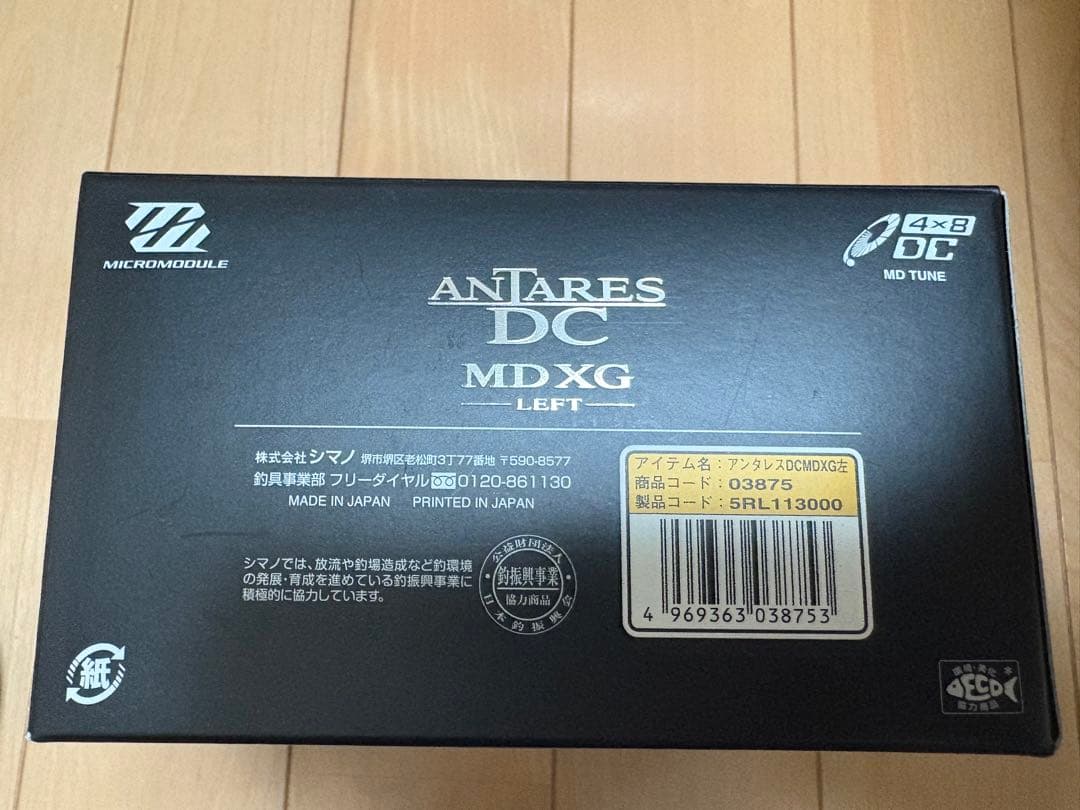 MICROMODULE
4×8
DC
MD TUNE
ANTARES
DC
MD XG
LEFT
株式会社シマノ 堺市堺区老松町3丁77番地 〒590-8577
釣具事業部 フリーダイヤル 0120-861130
MADE IN JAPAN PRINTED IN JAPAN
シマノでは、放流や釣場造成など釣環境
の発展・育成を進めている釣振興事業に
積極的に協力しています。
公益財団法人
釣振興事業
協力商品
日本釣振興会
アイテム名：アンタレスDCMDXG左
商品コード：03875
製品コード：5RL113000
4 969363 038753
紙
環境・美化
協力商品